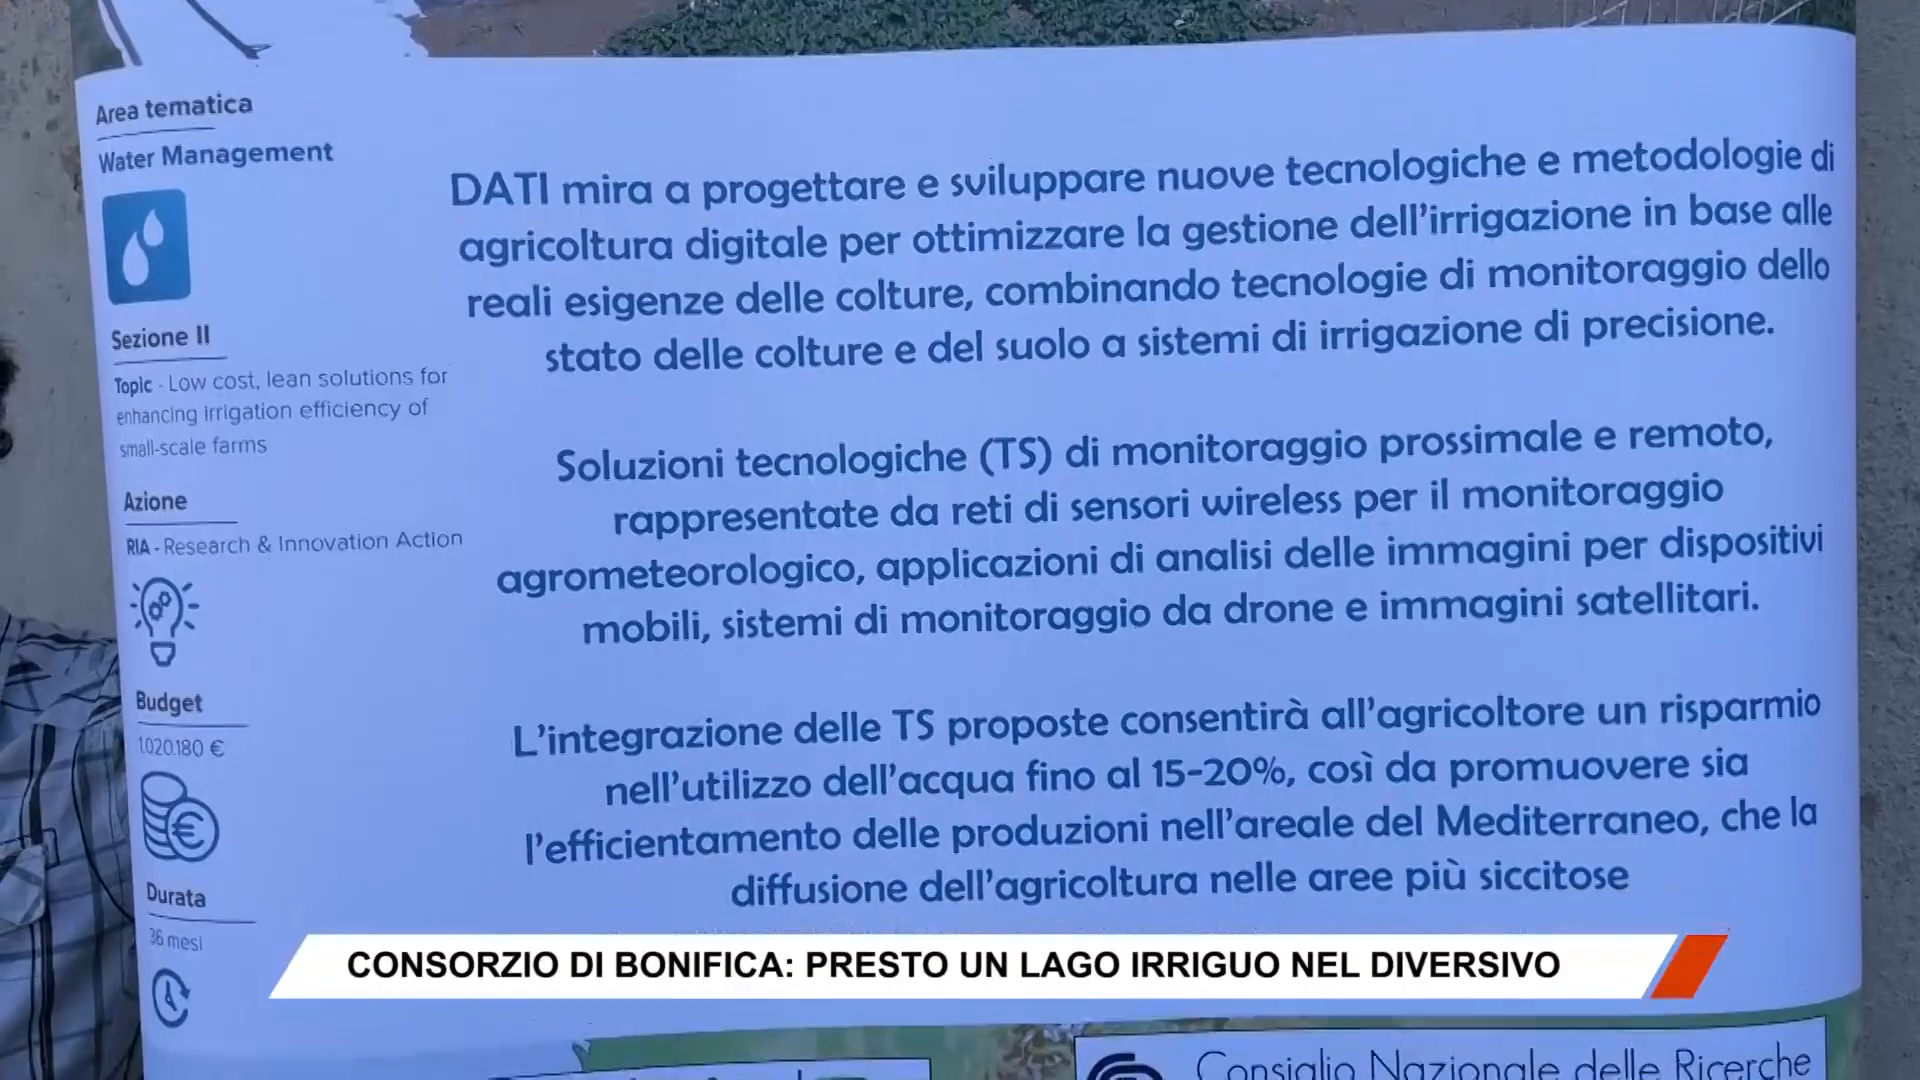 Area tematica
Water Management
Sezione II
Topic - Low cost, lean solutions for
enhancing irrigation efficiency of
small-scale farms
Azione
RIA - Research & Innovation Action
Budget
1.020.180 €
Durata
36 mesi
DATI mira a progettare e sviluppare nuove tecnologiche e metodologie di
agricoltura digitale per ottimizzare la gestione dell'irrigazione in base alle
reali esigenze delle colture, combinando tecnologie di monitoraggio dello
stato delle colture e del suolo a sistemi di irrigazione di precisione.
Soluzioni tecnologiche (TS) di monitoraggio prossimale e remoto,
rappresentate da reti di sensori wireless per il monitoraggio
agrometeorologico, applicazioni di analisi delle immagini per dispositivi
mobili, sistemi di monitoraggio da drone e immagini satellitari.
L'integrazione delle TS proposte consentirà all'agricoltore un risparmio
nell'utilizzo dell'acqua fino al 15-20%, così da promuovere sia
l'efficientamento delle produzioni nell'areale del Mediterraneo, che la
diffusione dell'agricoltura nelle aree più siccitose
CONSORZIO DI BONIFICA: PRESTO UN LAGO IRRIGUO NEL DIVERSIVO
Consiglio Nazionale delle Ricerche